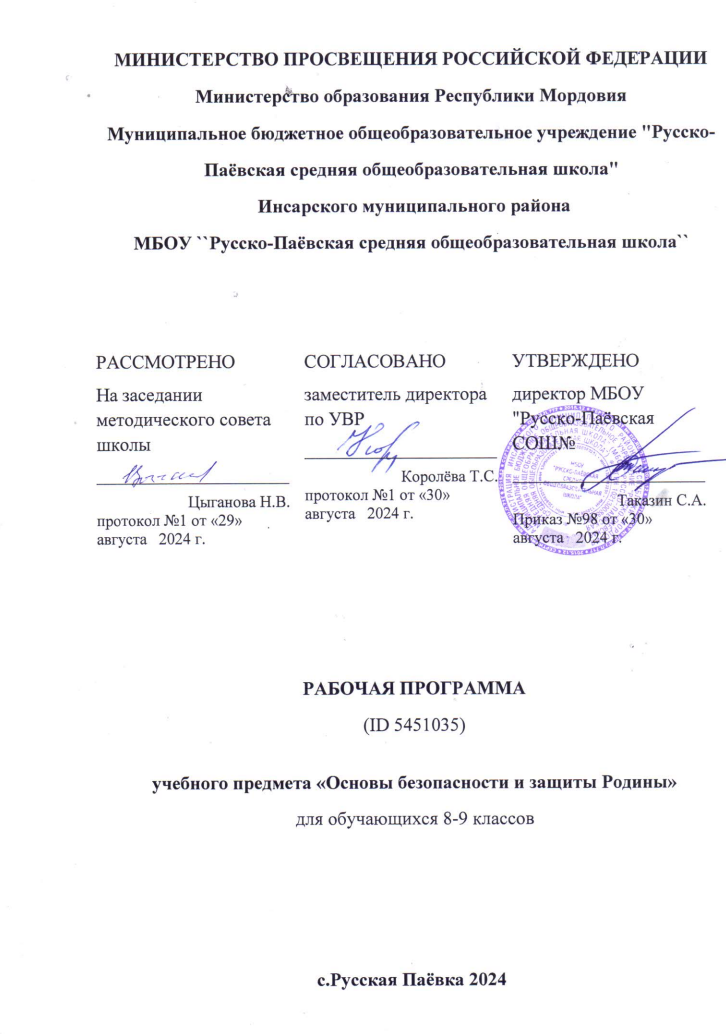 МИНИСТЕРСТВО ПРОСВЕЩЕНИЯ РОССИЙСКОЙ ФЕДЕРАЦИИ
Министерство образования Республики Мордовия
Муниципальное бюджетное общеобразовательное учреждение "Русско-
Паёвская средняя общеобразовательная школа"
Инсарского муниципального района
МБОУ ``Русско-Паёвская средняя общеобразовательная школа``
РАССМОТРЕНО
На заседании
методического совета
школы
Цыганова Н.В.
протокол №1 от «29»
августа 2024 г.
СОГЛАСОВАНО
заместитель директора
по УВР
Королёва Т.С.
протокол №1 от «30»
августа 2024 г.
УТВЕРЖДЕНО
директор МБОУ
"Русско-Паёвская
СОШ№
Таказин С.А.
Приказ №98 от «30»
августа 2024 г.
РАБОЧАЯ ПРОГРАММА
(ID 5451035)
учебного предмета «Основы безопасности и защиты Родины»
для обучающихся 8-9 классов
с.Русская Паёвка 2024